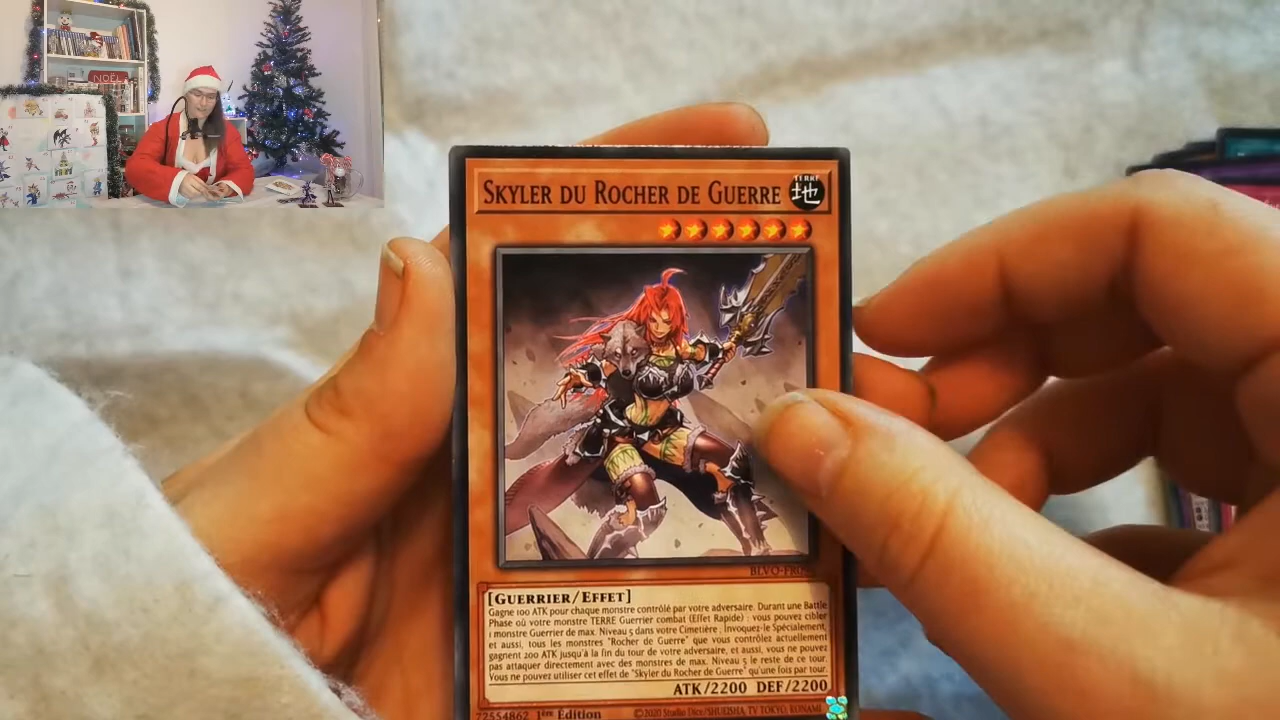 NOËL
SKYLER DU ROCHER DE GUERRE
TERRE
地
[GUERRIER/EFFET]
Gagne 100 ATK pour chaque monstre contrôlé par votre adversaire. Durant une Battle
Phase où votre monstre TERRE Guerrier combat (Effet Rapide) : vous pouvez cibler
1 monstre Guerrier de max. Niveau 5 dans votre Cimetière ; Invoquez-le Spécialement,
et aussi, tous les monstres "Rocher de Guerre" que vous contrôlez actuellement
gagnent 200 ATK jusqu'à la fin du tour de votre adversaire, et aussi, vous ne pouvez
pas attaquer directement avec des monstres de max. Niveau 5 le reste de ce tour.
Vous ne pouvez utiliser cet effet de "Skyler du Rocher de Guerre" qu'une fois par tour.
ATK/2200 DEF/2200
72554862 1ère Édition ©2020 Studio Dice/SHUEISHA, TV TOKYO, KONAMI